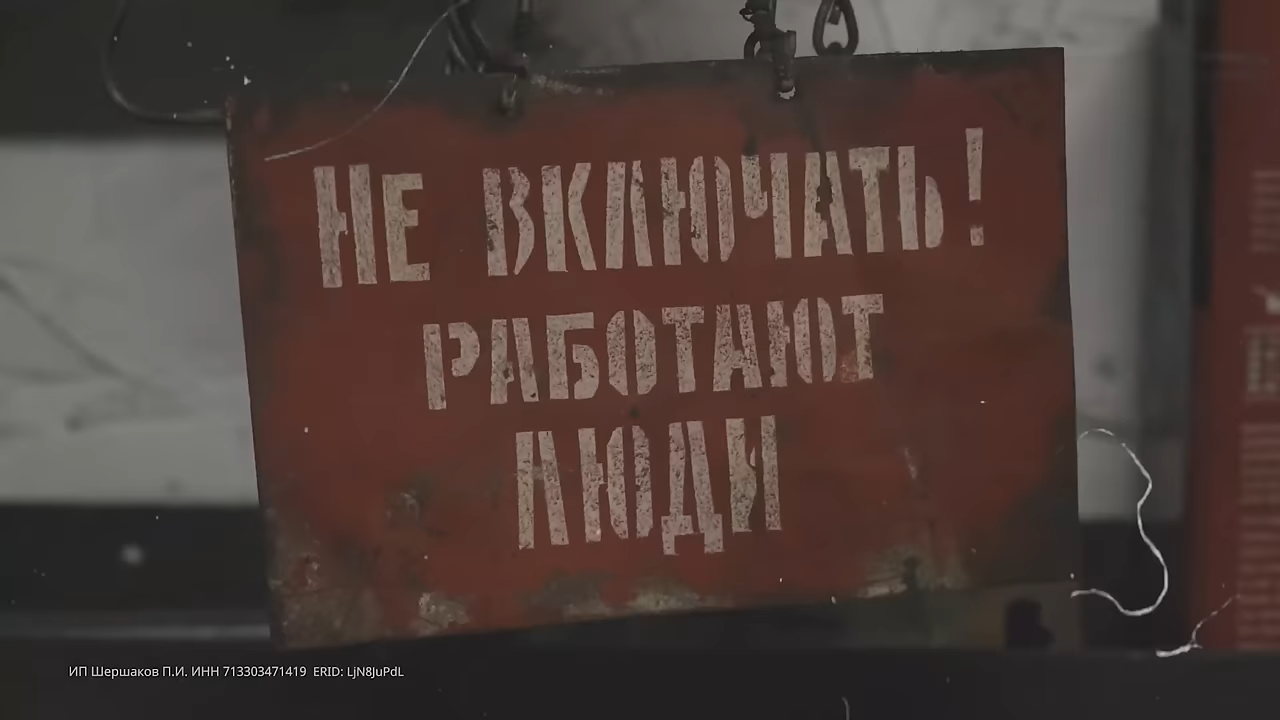 НЕ ВКЛЮЧАТЬ!
РАБОТАЮТ
ЛЮДИ
ИП Шершаков П.И. ИНН 713303471419 ERID: LjN8JuPdL